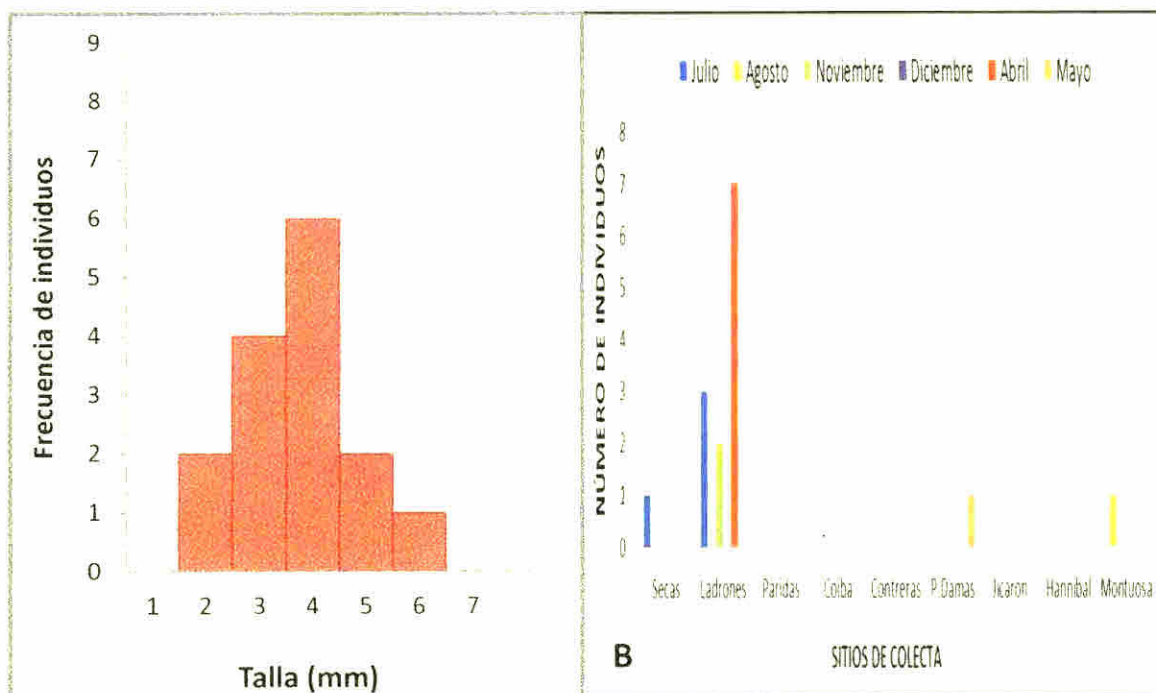 Frecuencia de individuos
9
8
7
6
5
4
3
2
1
0
1 2 3 4 5 6 7
Talla (mm)
Julio Agosto Noviembre Diciembre Abril Mayo
NÚMERO DE INDIVIDUOS
8
7
6
5
4
3
2
1
0
Secas Ladrones Paridas Coiba Contreras P.Damas Jicaron Hannibal Montuosa
B
SITIOS DE COLECTA